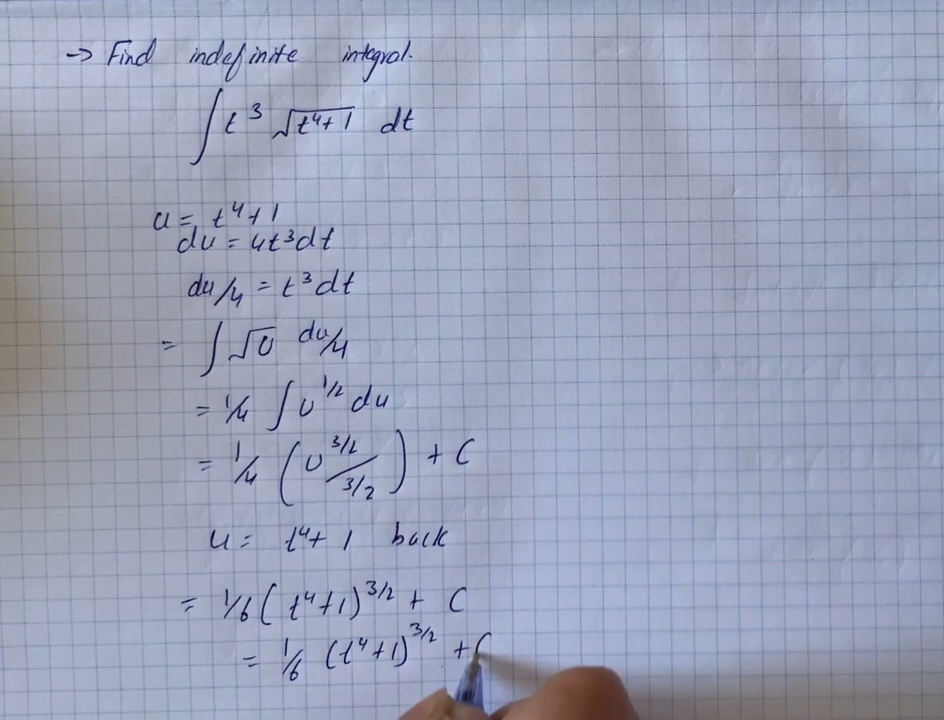 → Find indefinite integral.
∫ t³ √(t⁴+1) dt
u = t⁴+1
du = 4t³dt
du/4 = t³dt
= ∫ √u du/4
= 1/4 ∫ u^1/2 du
= 1/4 (u^3/2 / 3/2) + C
u = t⁴+ 1 back
= 1/6 (t⁴+1)^3/2 + C
= 1/6 (t⁴+1)^3/2 + C